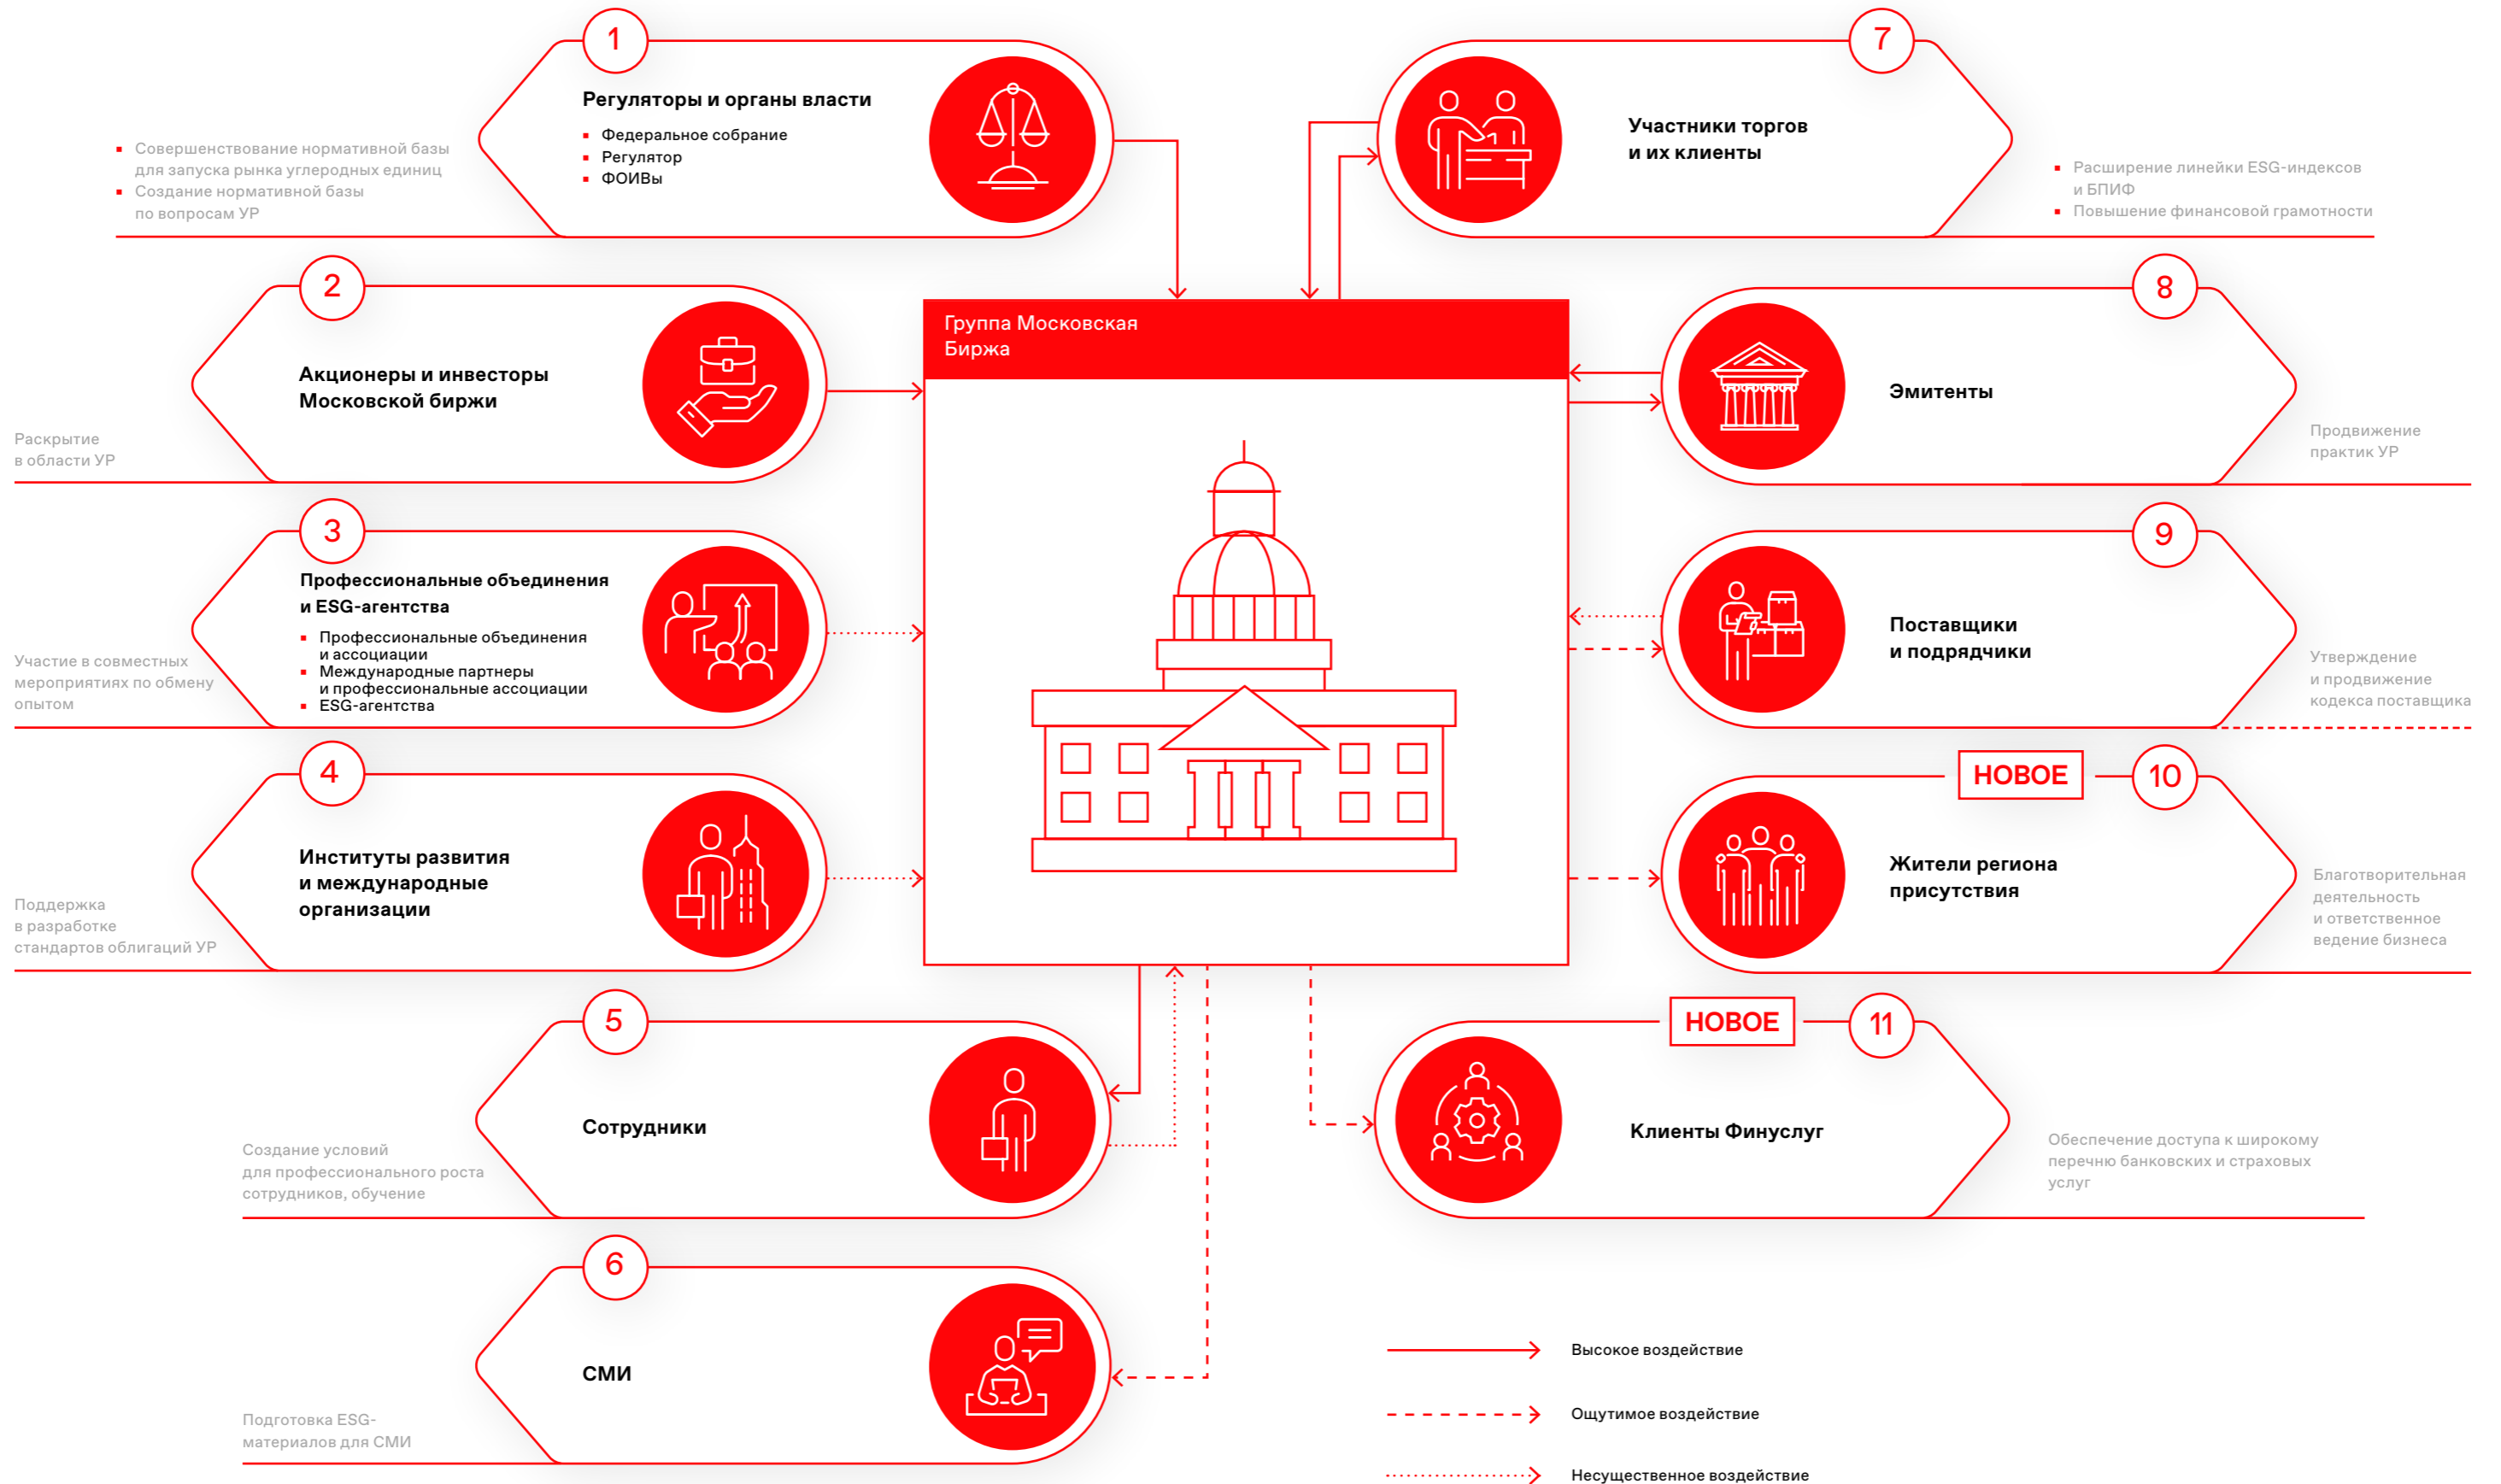 1
Регуляторы и органы власти
Федеральное собрание
Регулятор
ФОИВы
Совершенствование нормативной базы
для запуска рынка углеродных единиц
Создание нормативной базы
по вопросам УР
7
Участники торгов
и их клиенты
Расширение линейки ESG-индексов
и БПИФ
Повышение финансовой грамотности
2
Акционеры и инвесторы
Московской биржи
Раскрытие
в области УР
Группа Московская
Биржа
8
Эмитенты
Продвижение
практик УР
3
Профессиональные объединения
и ESG-агентства
Профессиональные объединения
и ассоциации
Международные партнеры
и профессиональные ассоциации
ESG-агентства
Участие в совместных
мероприятиях по обмену
опытом
9
Поставщики
и подрядчики
Утверждение
и продвижение
кодекса поставщика
4
Институты развития
и международные
организации
Поддержка
в разработке
стандартов облигаций УР
НОВОЕ
10
Жители региона
присутствия
Благотворительная
деятельность
и ответственное
ведение бизнеса
5
Сотрудники
Создание условий
для профессионального роста
сотрудников, обучение
НОВОЕ
11
Клиенты Финуслуг
Обеспечение доступа к широкому
перечню банковских и страховых
услуг
6
СМИ
Подготовка ESG-
материалов для СМИ
Высокое воздействие
Ощутимое воздействие
Несущественное воздействие